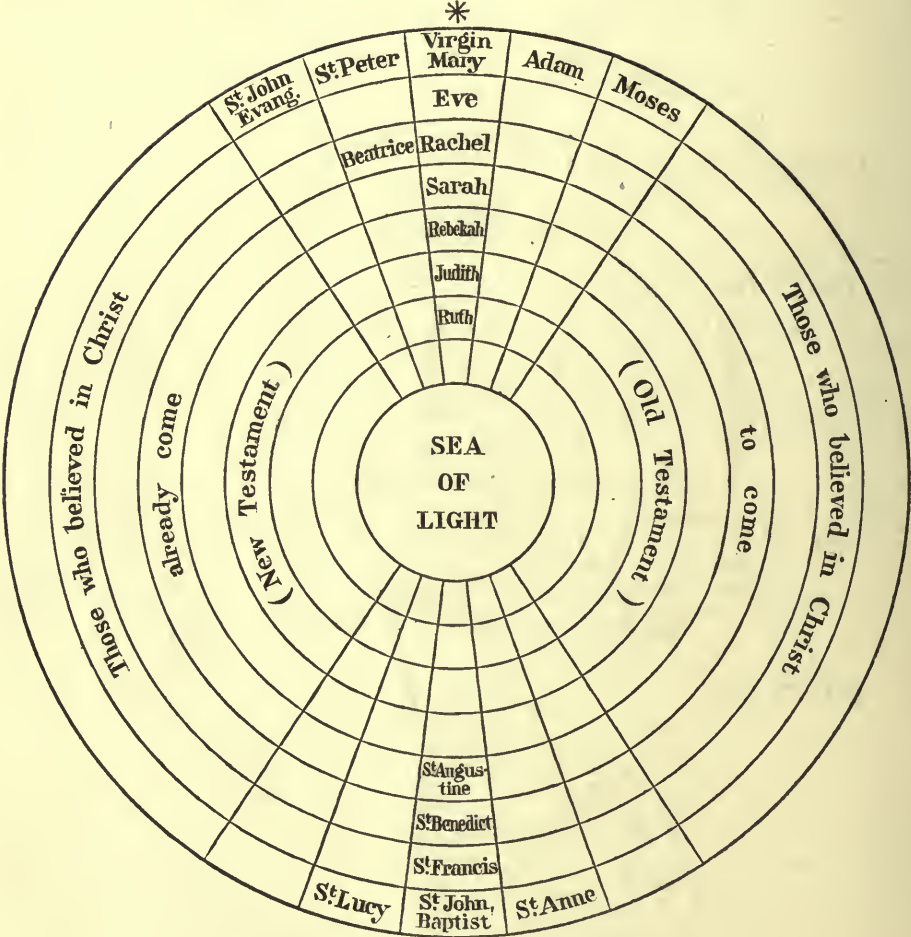 *
St. John
Evang.
St. Peter
Virgin
Mary
Adam
Moses
Eve
Beatrice
Rachel
Sarah
Rebekah
Judith
Ruth
Those who believed in Christ
already come
(New Testament)
SEA
OF
LIGHT
(Old Testament)
to come
Those who believed in Christ
St. Augus-
tine
St. Benedict
St. Francis
St. Lucy
St. John,
Baptist
St. Anne